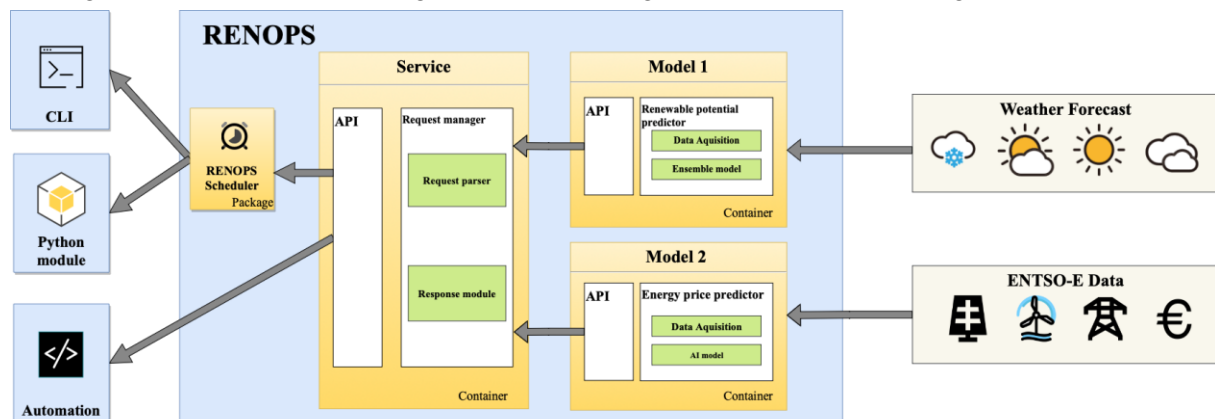 RENOPS
CLI
Python
module
Automation
RENOPS
Scheduler
Package
Service
API
Request manager
Request parser
Response module
Container
Model 1
API
Renewable potential
predictor
Data Aquisition
Ensemble model
Container
Model 2
API
Energy price predictor
Data Aquisition
AI model
Container
Weather Forecast
ENTSO-E Data